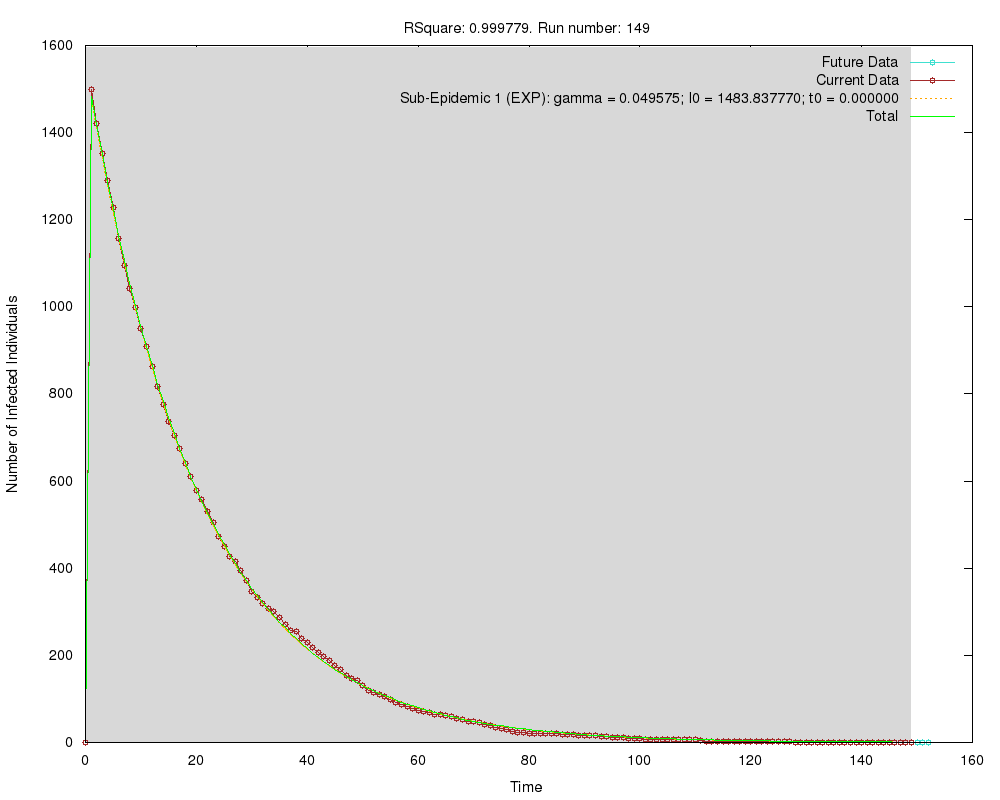 RSquare: 0.999779. Run number: 149
Future Data
Current Data
Sub-Epidemic 1 (EXP): gamma = 0.049575; I0 = 1483.837770; t0 = 0.000000
Total
1600
1400
1200
1000
800
600
400
200
0
Number of Infected Individuals
0 20 40 60 80 100 120 140 160
Time